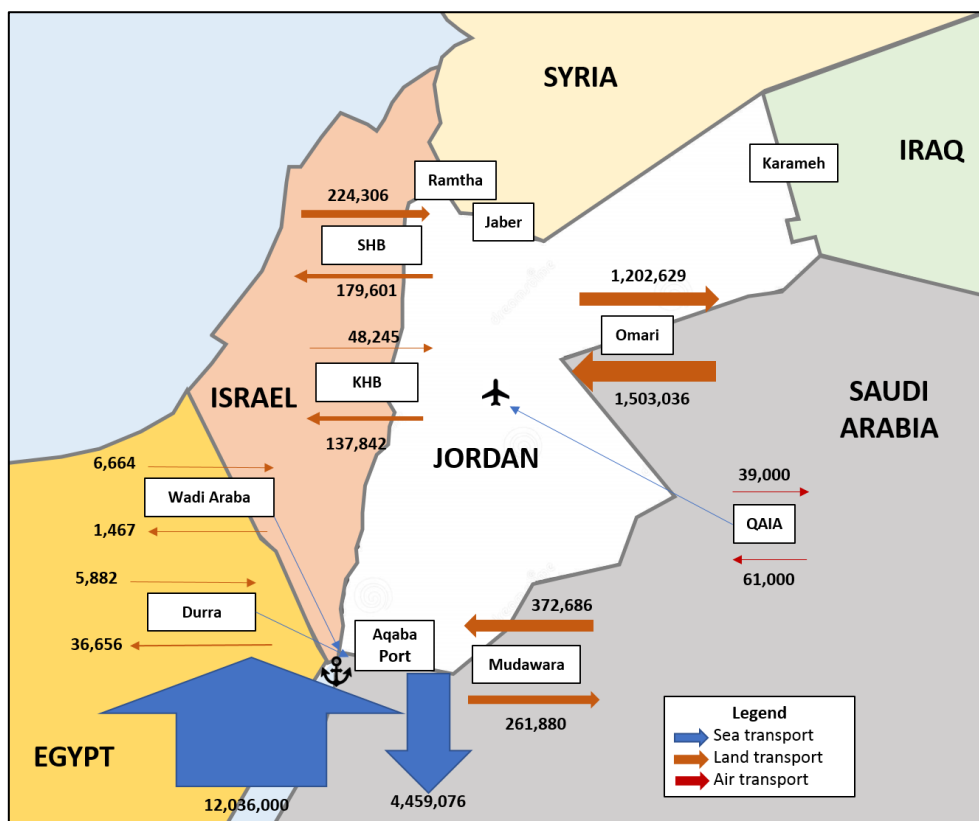 SYRIA
IRAQ
Karameh
Ramtha
224,306
Jaber
SHB
1,202,629
179,601
48,245
Omari
KHB
ISRAEL
SAUDI
ARABIA
1,503,036
137,842
JORDAN
6,664
39,000
Wadi Araba
QAIA
1,467
61,000
5,882
372,686
Durra
Aqaba
Port
36,656
Mudawara
261,880
EGYPT
12,036,000
4,459,076
Legend
Sea transport
Land transport
Air transport